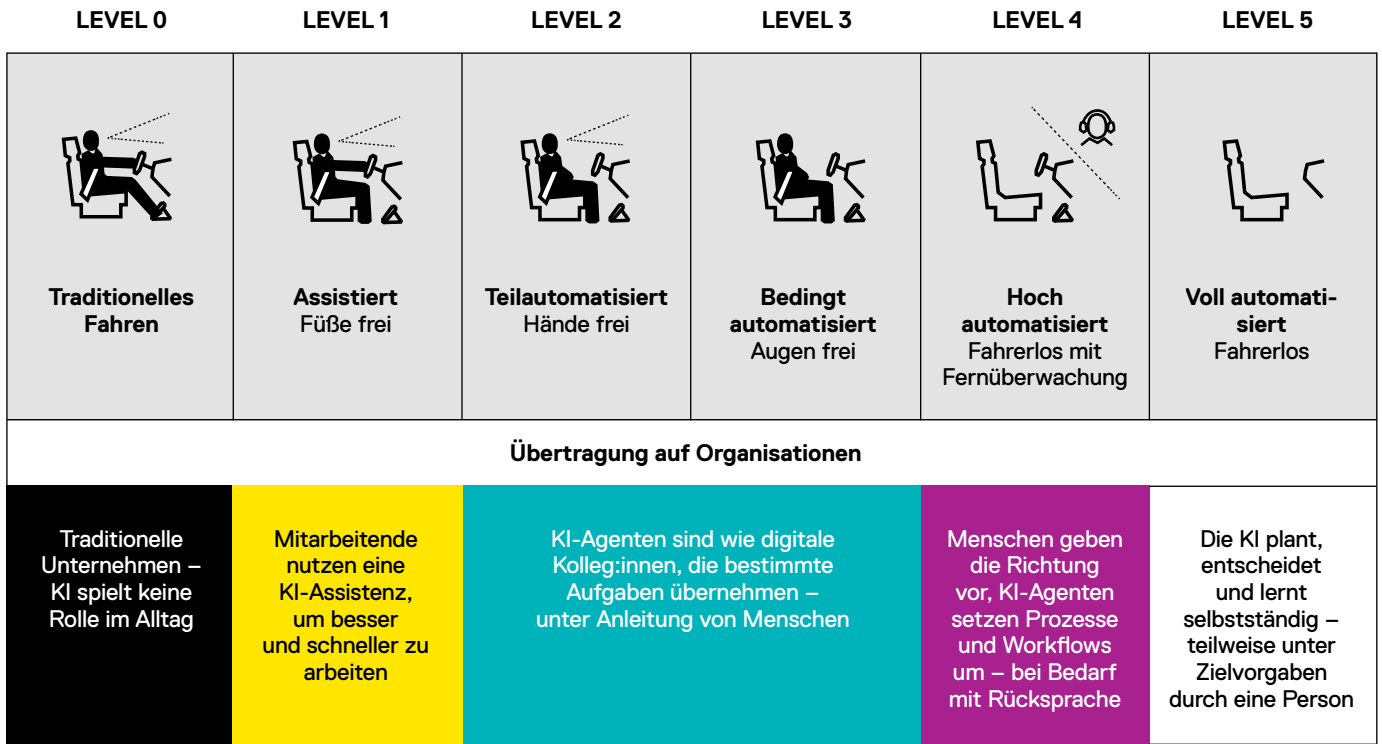 LEVEL 0
LEVEL 1
LEVEL 2
LEVEL 3
LEVEL 4
LEVEL 5
Traditionelles
Fahren
Assistiert
Füße frei
Teilautomatisiert
Hände frei
Bedingt
automatisiert
Augen frei
Hoch
automatisiert
Fahrerlos mit
Fernüberwachung
Voll automati-
siert
Fahrerlos
Übertragung auf Organisationen
Traditionelle
Unternehmen –
KI spielt keine
Rolle im Alltag
Mitarbeitende
nutzen eine
KI-Assistenz,
um besser
und schneller zu
arbeiten
KI-Agenten sind wie digitale
Kolleg:innen, die bestimmte
Aufgaben übernehmen –
unter Anleitung von Menschen
Menschen geben
die Richtung
vor, KI-Agenten
setzen Prozesse
und Workflows
um – bei Bedarf
mit Rücksprache
Die KI plant,
entscheidet
und lernt
selbstständig –
teilweise unter
Zielvorgaben
durch eine Person